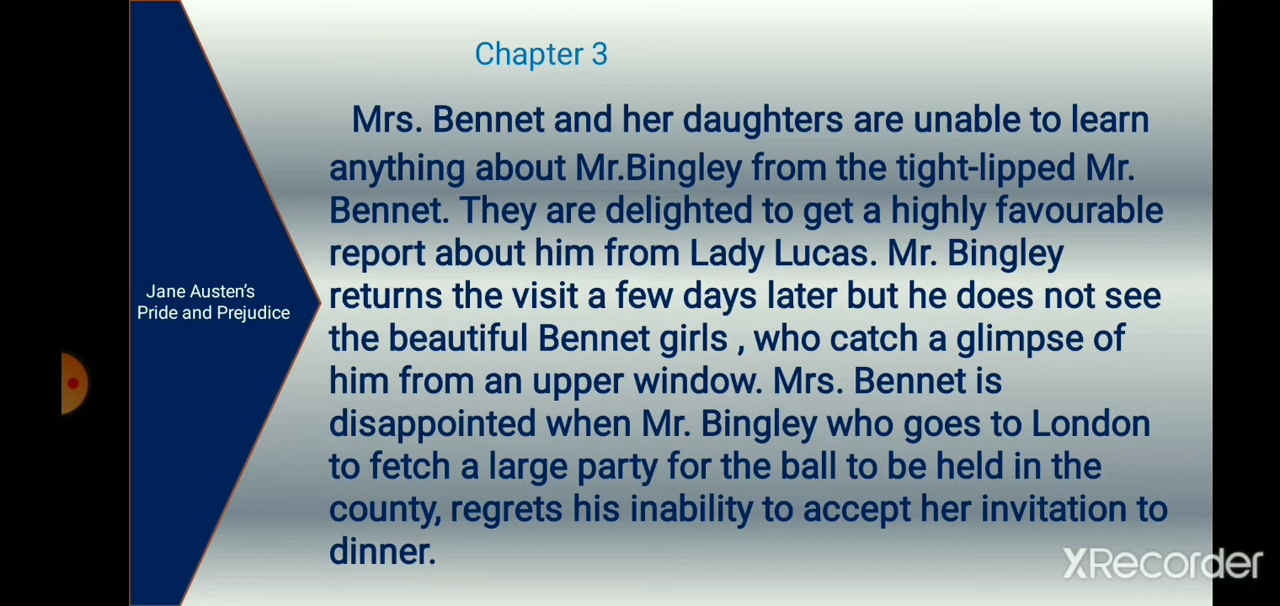 Chapter 3
Mrs. Bennet and her daughters are unable to learn
anything about Mr.Bingley from the tight-lipped Mr.
Bennet. They are delighted to get a highly favourable
report about him from Lady Lucas. Mr. Bingley
returns the visit a few days later but he does not see
the beautiful Bennet girls , who catch a glimpse of
him from an upper window. Mrs. Bennet is
disappointed when Mr. Bingley who goes to London
to fetch a large party for the ball to be held in the
county, regrets his inability to accept her invitation to
dinner.
Jane Austen’s
Pride and Prejudice
XRecorder